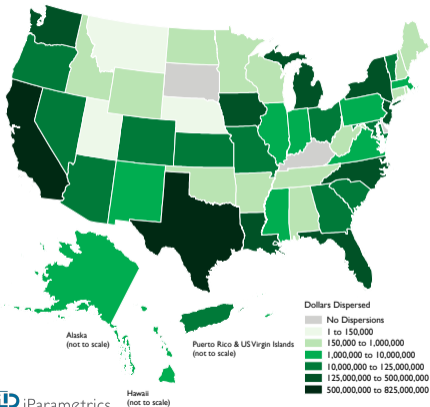 Alaska
(not to scale)
Hawaii
(not to scale)
Puerto Rico & US Virgin Islands
(not to scale)
Dollars Dispersed
No Dispersions
1 to 150,000
150,000 to 1,000,000
1,000,000 to 10,000,000
10,000,000 to 125,000,000
125,000,000 to 500,000,000
500,000,000 to 825,000,000
iParametrics